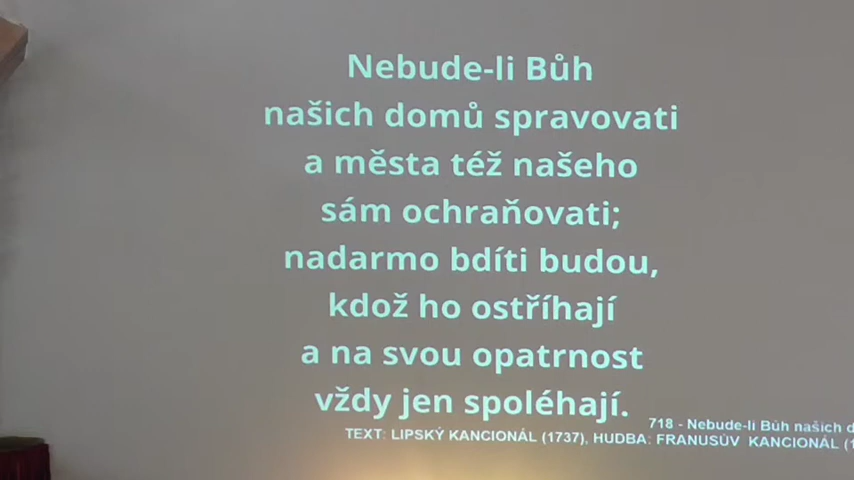 Nebude-li Bůh
našich domů spravovati
a města též našeho
sám ochraňovati;
nadarmo bdíti budou,
kdož ho ostříhají
a na svou opatrnost
vždy jen spoléhají.
718 - Nebude-li Bůh našich
TEXT: LIPSKÝ KANCIONÁL (1737), HUDBA: FRANUSŮV KANCIONÁL